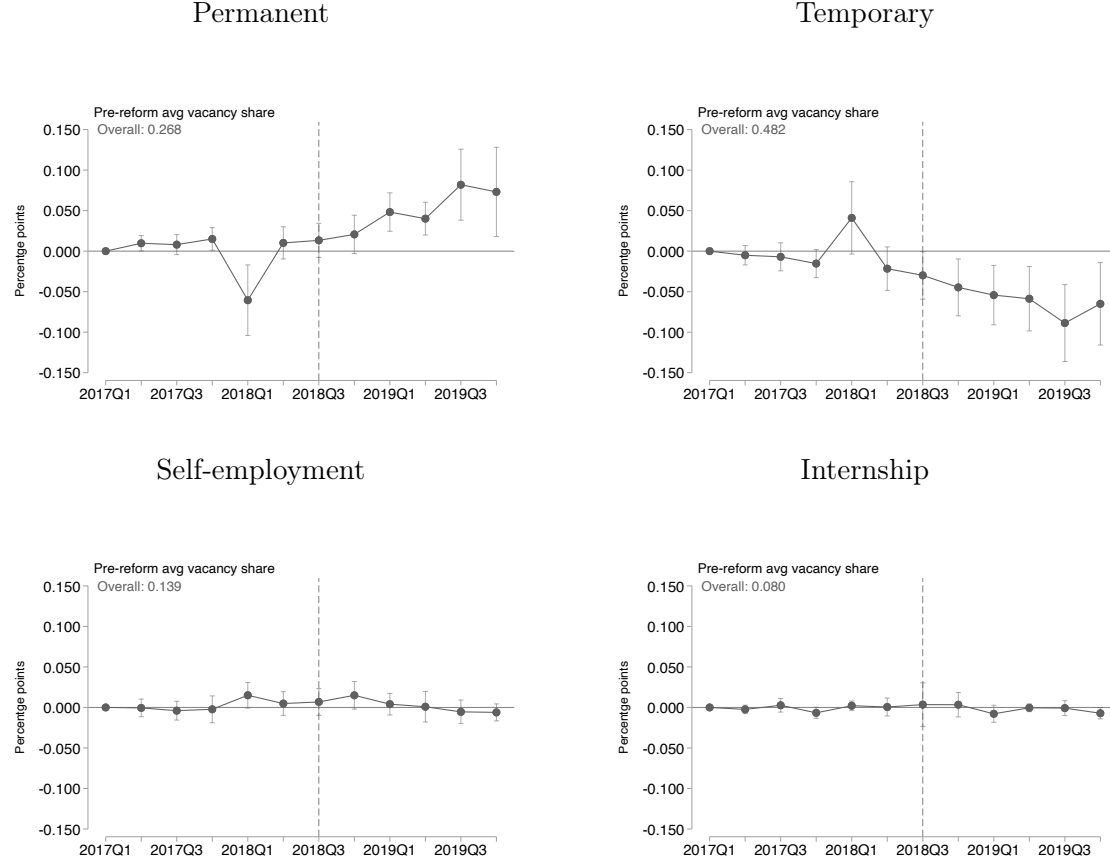 Permanent
Pre-reform avg vacancy share
Overall: 0.268
Percentge points
0.150
0.100
0.050
0.000
-0.050
-0.100
-0.150
2017Q1 2017Q3 2018Q1 2018Q3 2019Q1 2019Q3
Temporary
Pre-reform avg vacancy share
Overall: 0.482
Percentge points
0.150
0.100
0.050
0.000
-0.050
-0.100
-0.150
2017Q1 2017Q3 2018Q1 2018Q3 2019Q1 2019Q3
Self-employment
Pre-reform avg vacancy share
Overall: 0.139
Percentge points
0.150
0.100
0.050
0.000
-0.050
-0.100
-0.150
2017Q1 2017Q3 2018Q1 2018Q3 2019Q1 2019Q3
Internship
Pre-reform avg vacancy share
Overall: 0.080
Percentge points
0.150
0.100
0.050
0.000
-0.050
-0.100
-0.150
2017Q1 2017Q3 2018Q1 2018Q3 2019Q1 2019Q3